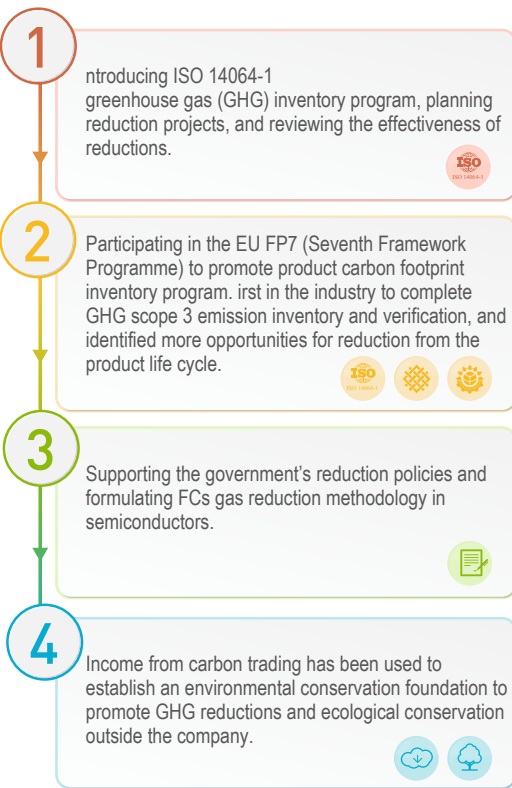 1
ntroducing ISO 14064-1
greenhouse gas (GHG) inventory program, planning
reduction projects, and reviewing the effectiveness of
reductions.
ISO
ISO 14064-1
2
Participating in the EU FP7 (Seventh Framework
Programme) to promote product carbon footprint
inventory program. irst in the industry to complete
GHG scope 3 emission inventory and verification, and
identified more opportunities for reduction from the
product life cycle.
ISO
ISO 14064-1
3
Supporting the government’s reduction policies and
formulating FCs gas reduction methodology in
semiconductors.
4
Income from carbon trading has been used to
establish an environmental conservation foundation to
promote GHG reductions and ecological conservation
outside the company.